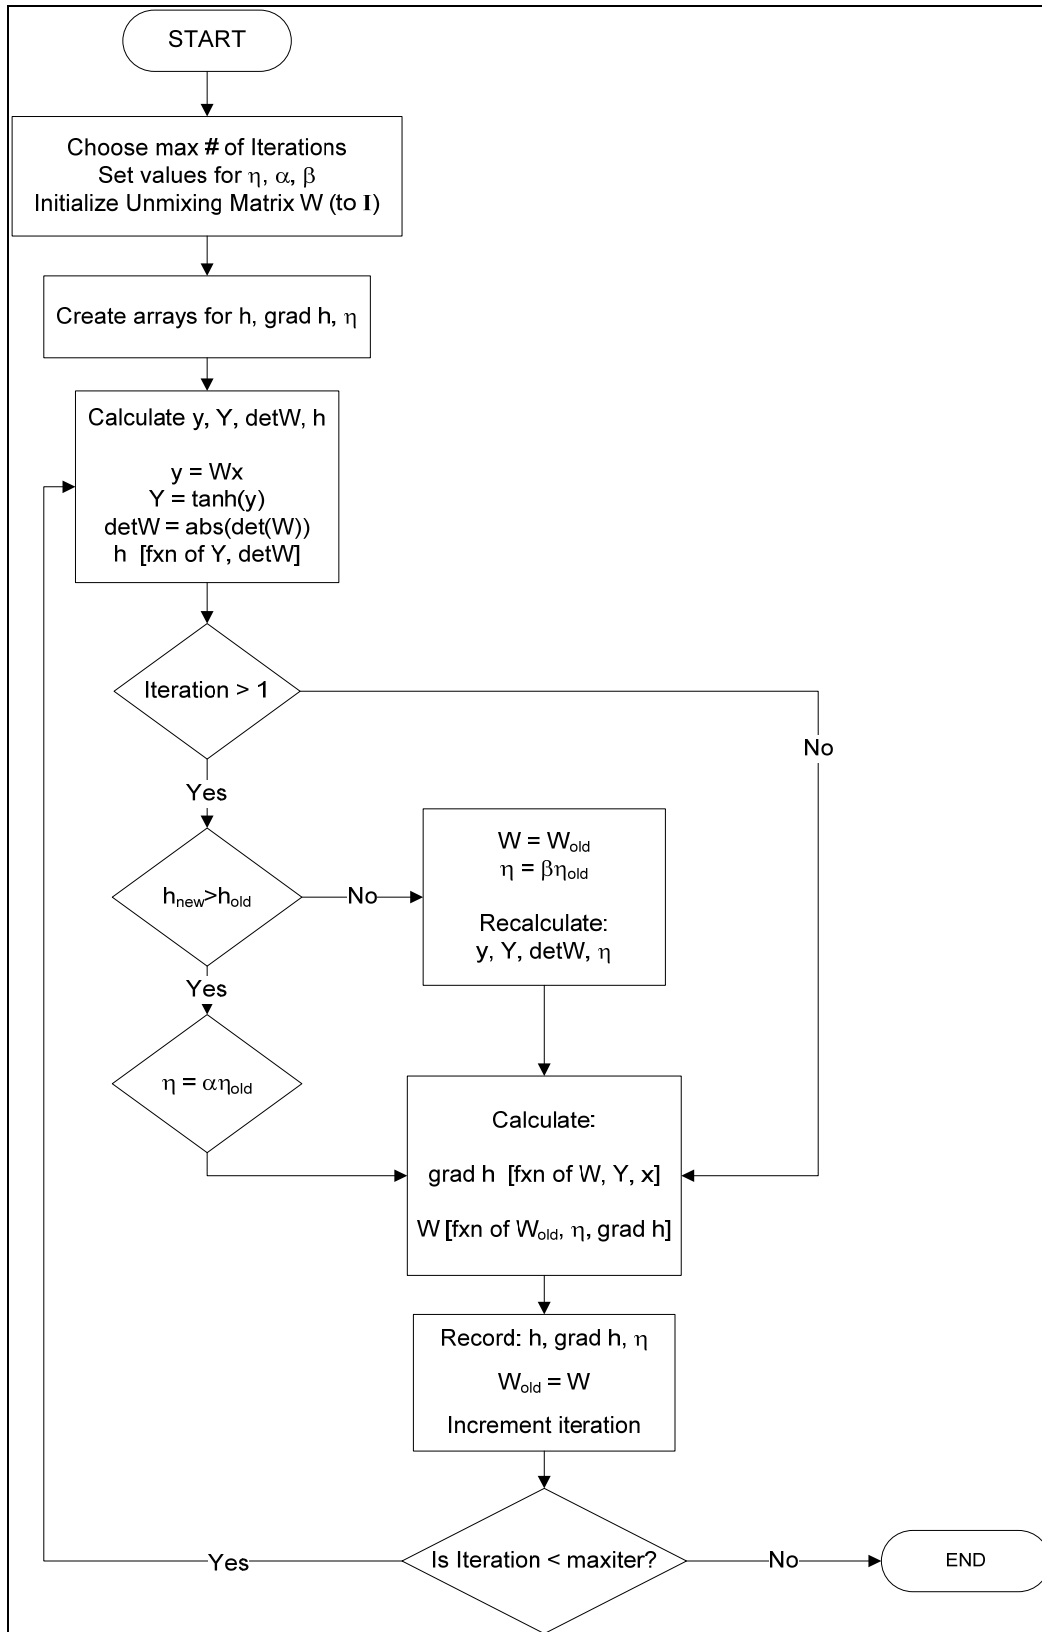 START
Choose max # of Iterations
Set values for η, α, β
Initialize Unmixing Matrix W (to I)
Create arrays for h, grad h, η
Calculate y, Y, detW, h
y = Wx
Y = tanh(y)
detW = abs(det(W))
h [fxn of Y, detW]
Iteration > 1
No
Yes
W = Wold
η = βηold
Recalculate:
y, Y, detW, η
hnew>hold
No
Yes
η = αηold
Calculate:
grad h [fxn of W, Y, x]
W [fxn of Wold, η, grad h]
Record: h, grad h, η
Wold = W
Increment iteration
Is Iteration < maxiter?
Yes
No
END